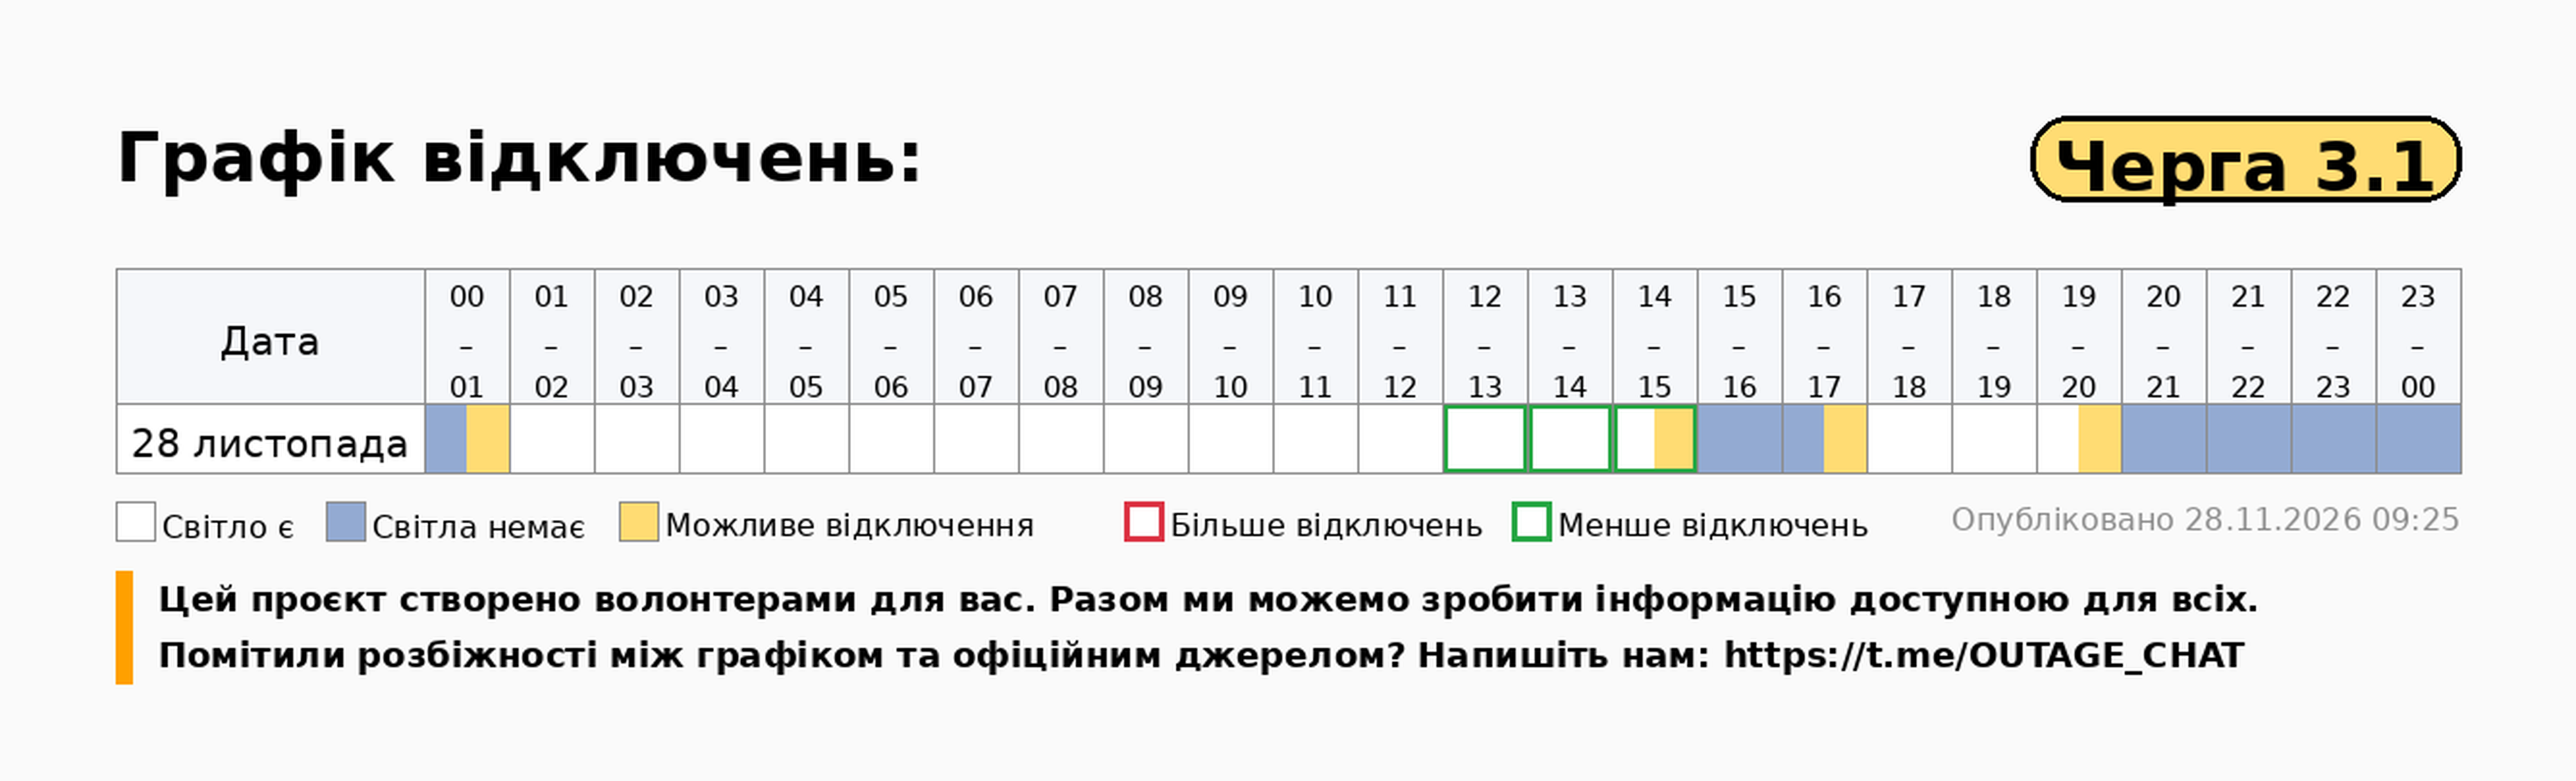 Графік відключень:
Черга 3.1
Дата 00 – 01 01 – 02 02 – 03 03 – 04 04 – 05 05 – 06 06 – 07 07 – 08 08 – 09 09 – 10 10 – 11 11 – 12 12 – 13 13 – 14 14 – 15 15 – 16 16 – 17 17 – 18 18 – 19 19 – 20 20 – 21 21 – 22 22 – 23 23 – 00
28 листопада
Світло є Світла немає Можливе відключення Більше відключень Менше відключень Опубліковано 28.11.2026 09:25
Цей проєкт створено волонтерами для вас. Разом ми можемо зробити інформацію доступною для всіх.
Помітили розбіжності між графіком та офіційним джерелом? Напишіть нам: https://t.me/OUTAGE_CHAT